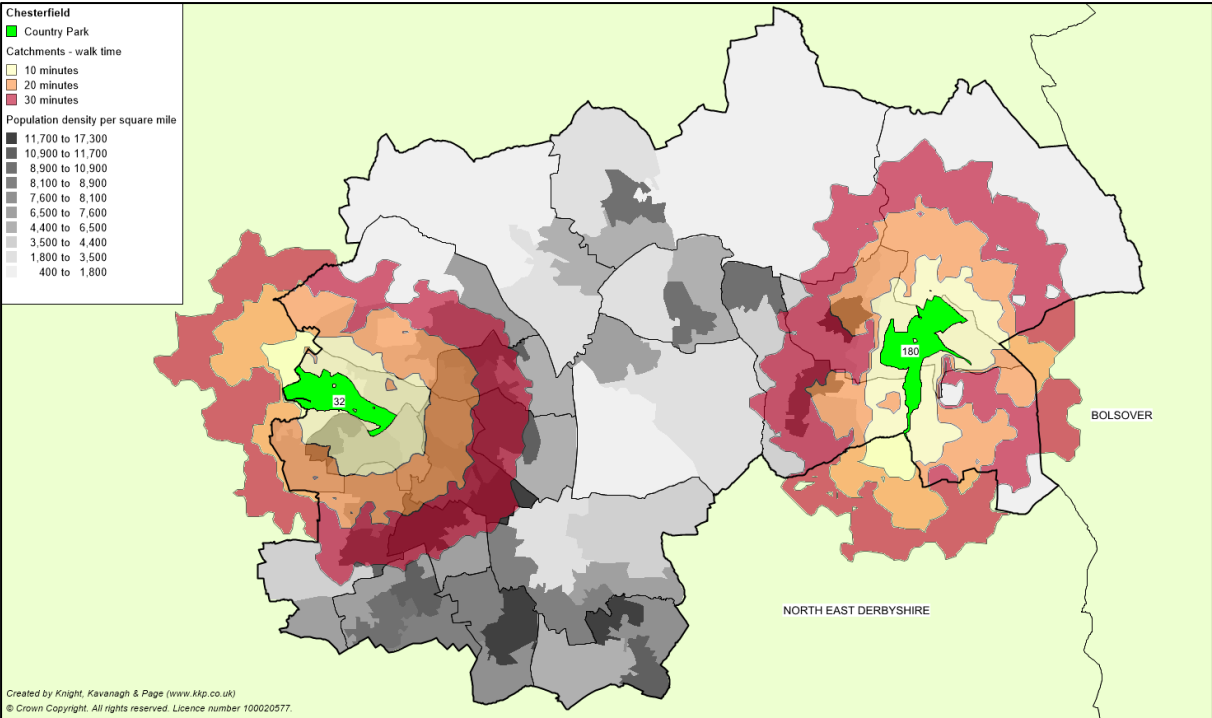 Chesterfield
Country Park
Catchments - walk time
10 minutes
20 minutes
30 minutes
Population density per square mile
11,700 to 17,300
10,900 to 11,700
8,900 to 10,900
8,100 to 8,900
7,600 to 8,100
6,500 to 7,600
4,400 to 6,500
3,500 to 4,400
1,800 to 3,500
400 to 1,800
180
32
BOLSOVER
NORTH EAST DERBYSHIRE
Created by Knight, Kavanagh & Page (www.kkp.co.uk)
© Crown Copyright. All rights reserved. Licence number 100020577.